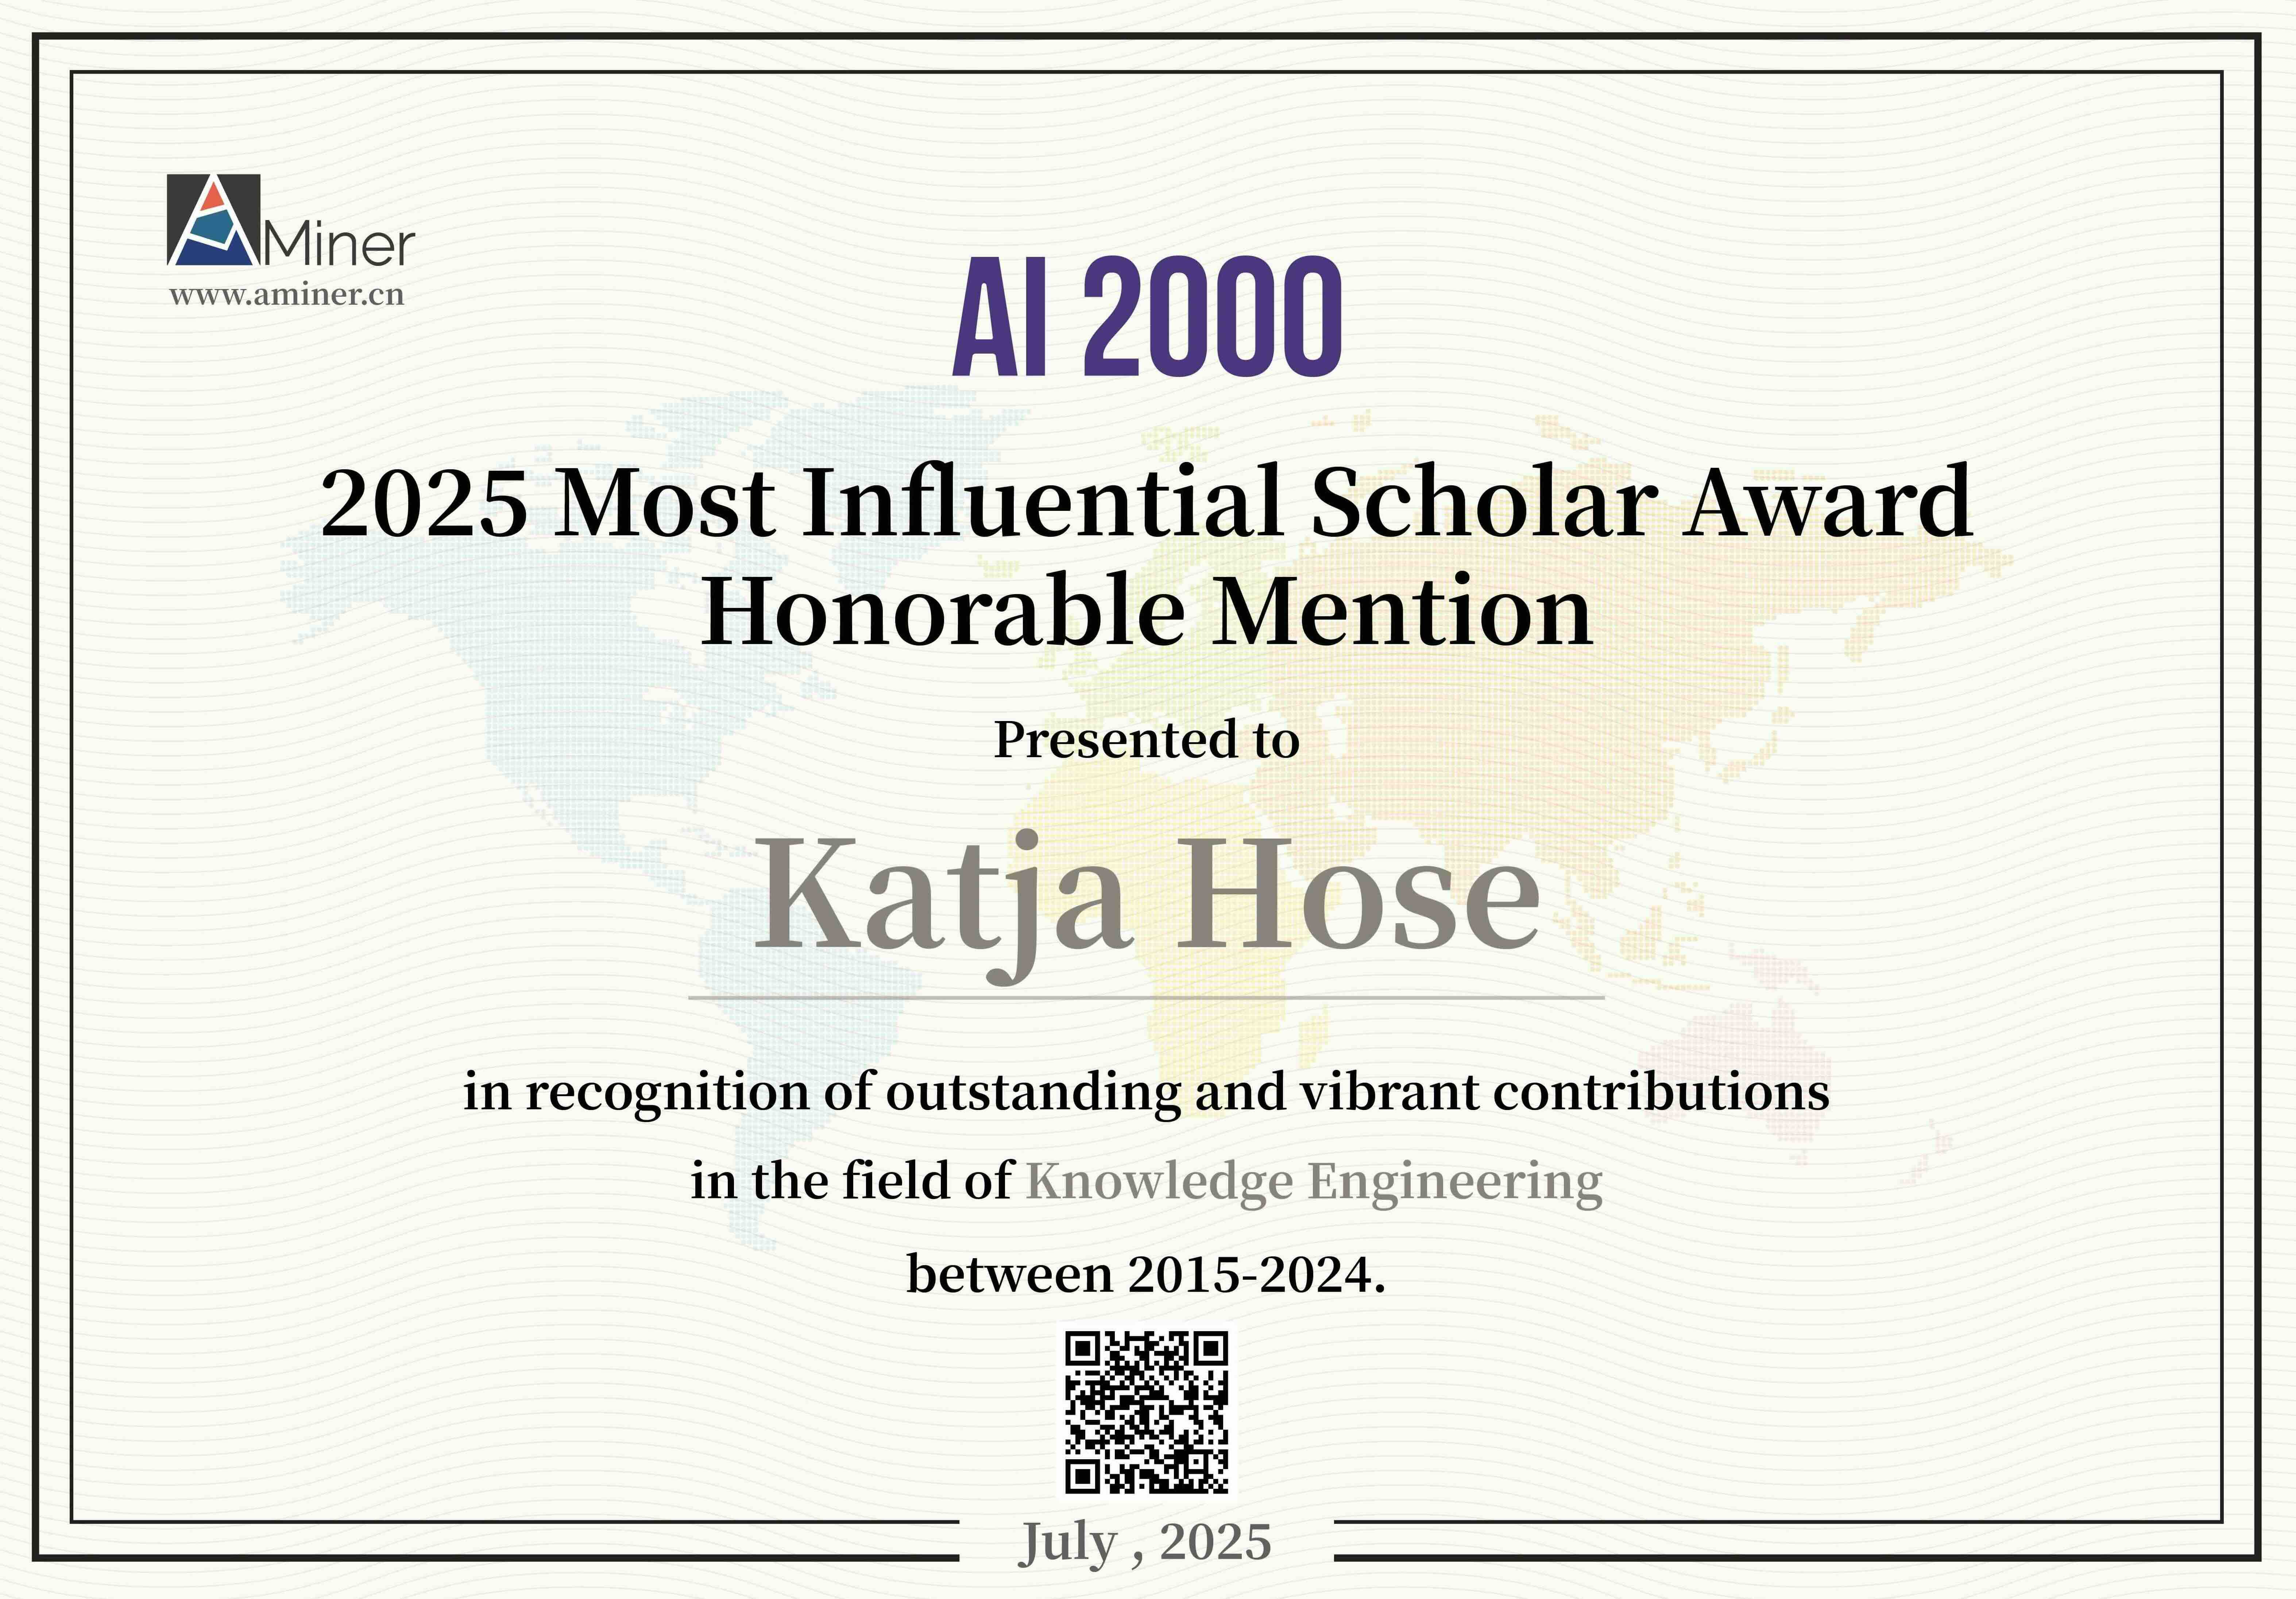 AMiner
www.aminer.cn
AI 2000
2025 Most Influential Scholar Award
Honorable Mention
Presented to
Katja Hose
in recognition of outstanding and vibrant contributions
in the field of Knowledge Engineering
between 2015-2024.
July , 2025